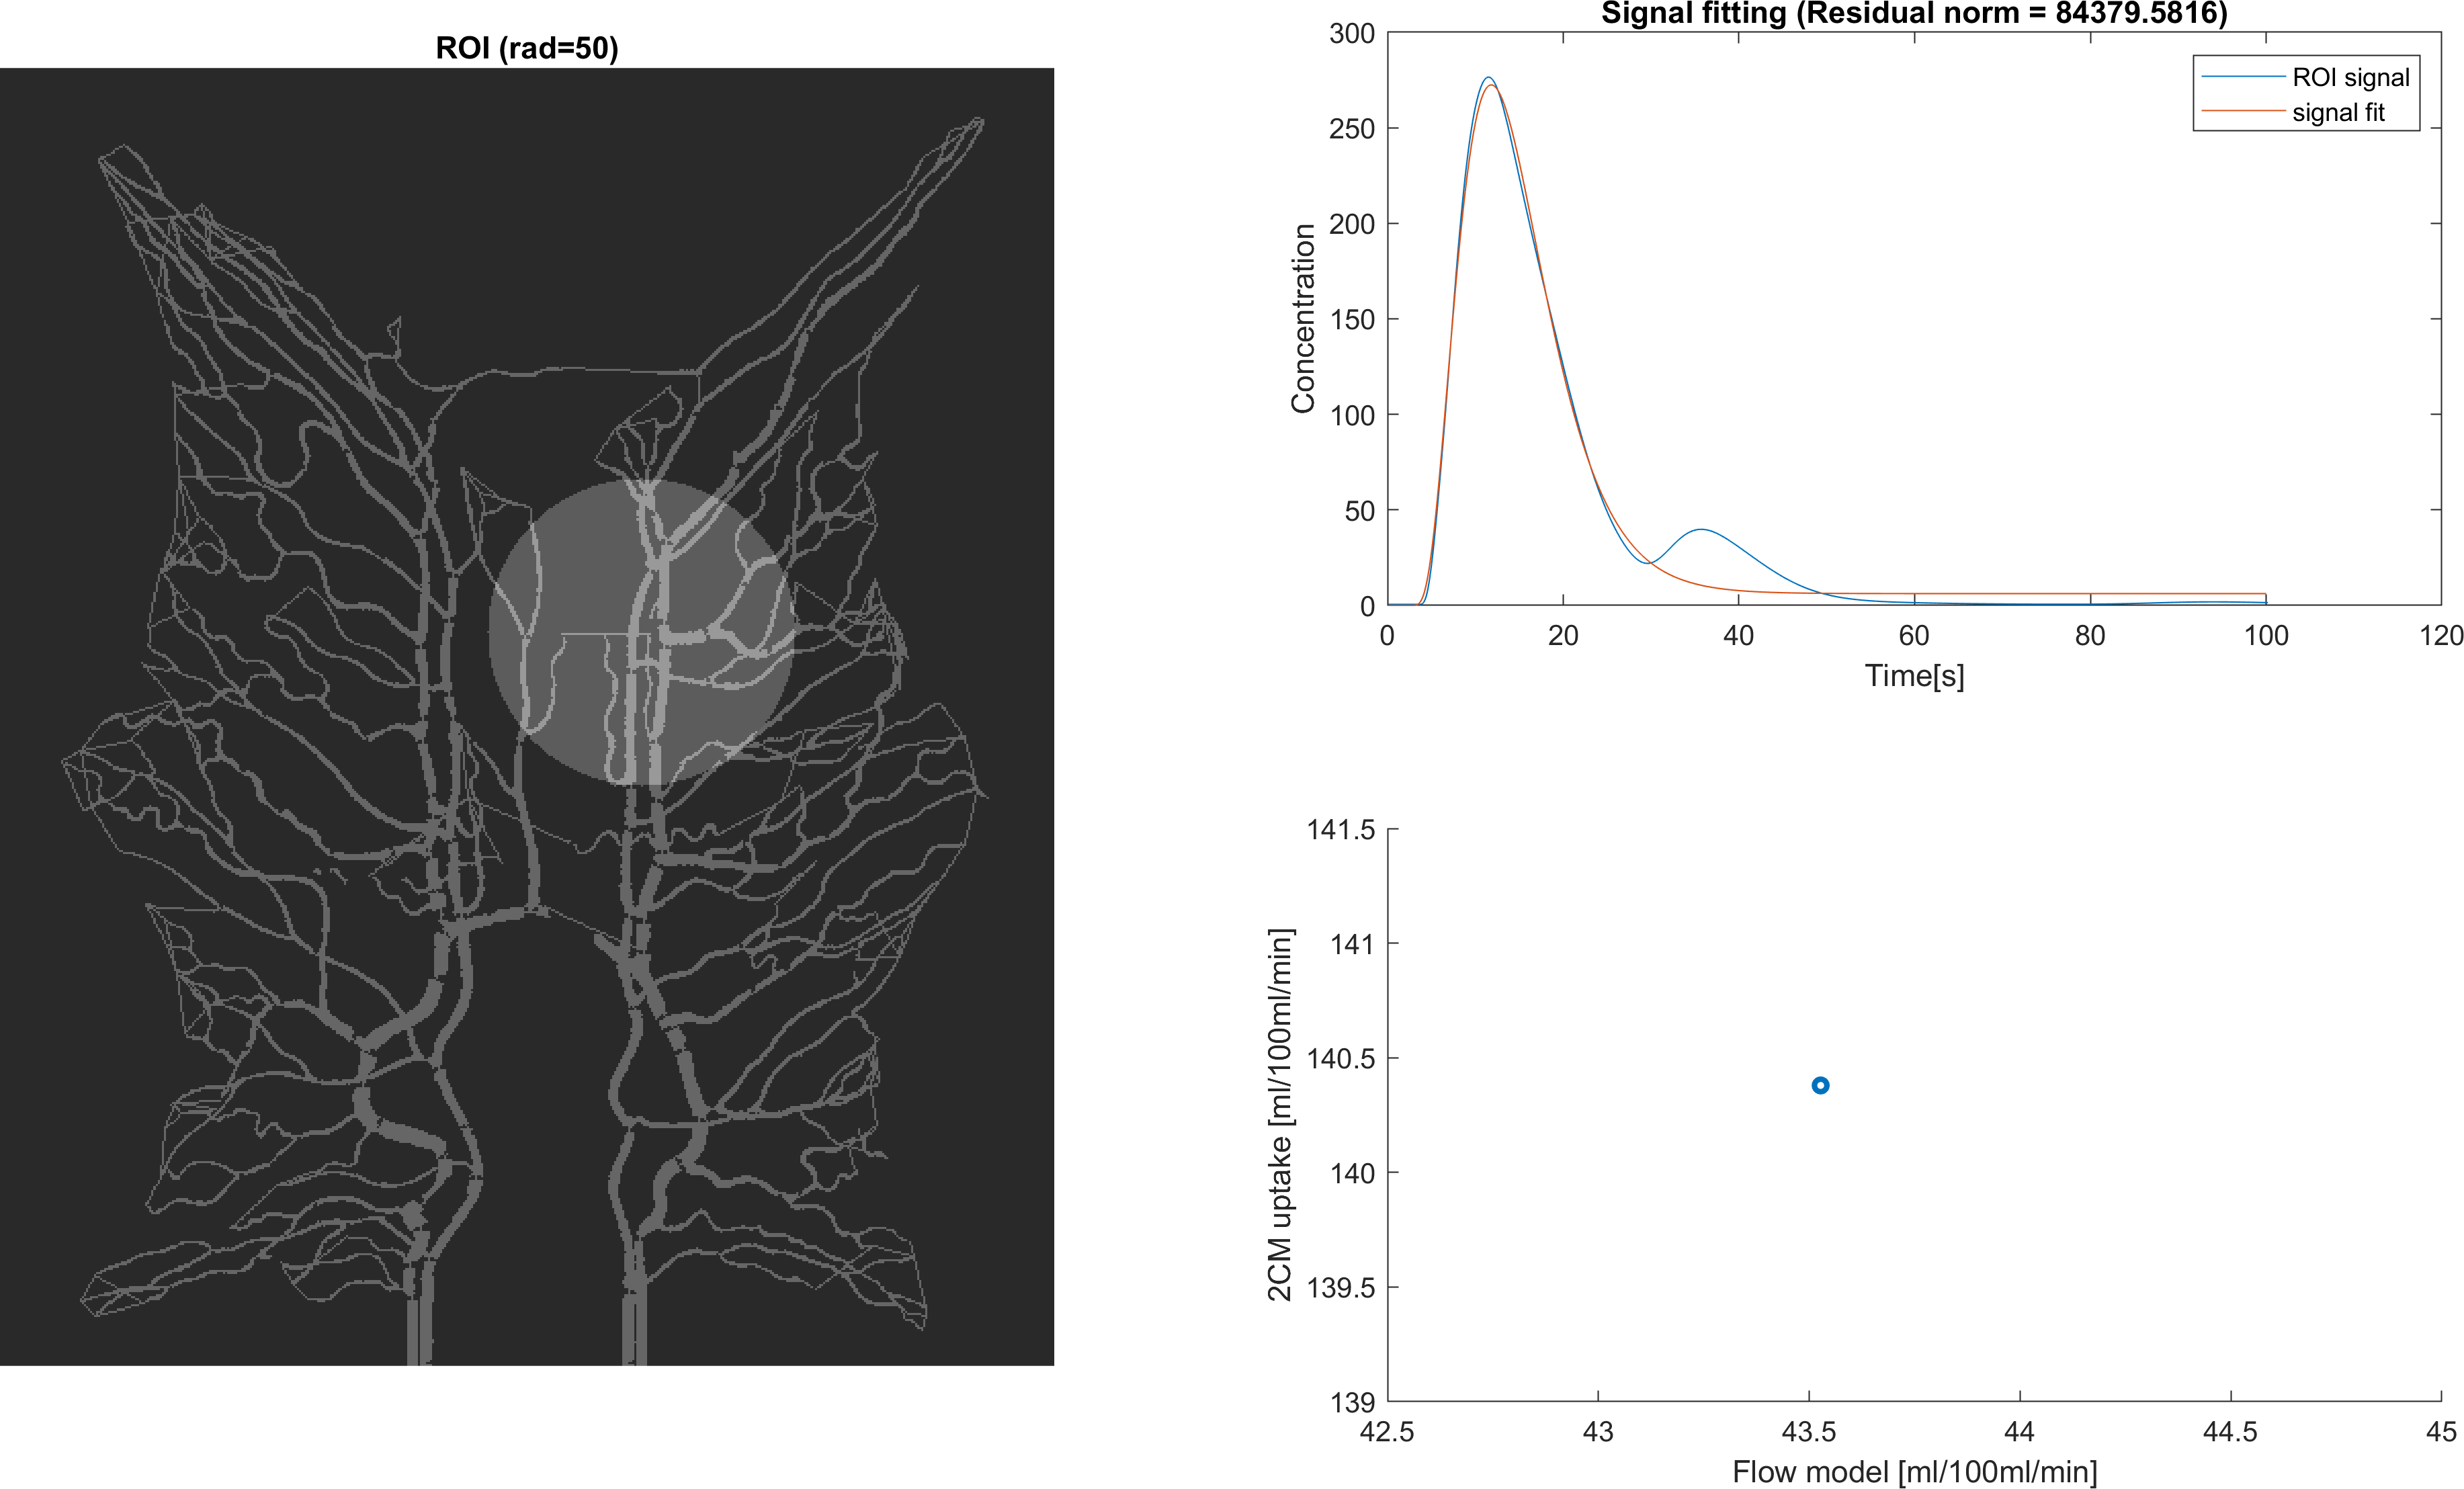 ROI (rad=50)
Signal fitting (Residual norm = 84379.5816)
300
250
200
150
100
50
0
Concentration
ROI signal
signal fit
0 20 40 60 80 100 120
Time[s]
141.5
141
140.5
140
139.5
139
2CM uptake [ml/100ml/min]
42.5 43 43.5 44 44.5 45
Flow model [ml/100ml/min]